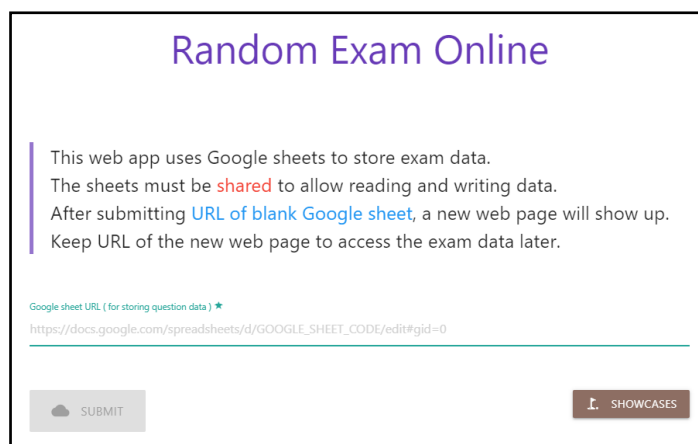 Random Exam Online
This web app uses Google sheets to store exam data.
The sheets must be shared to allow reading and writing data.
After submitting URL of blank Google sheet, a new web page will show up.
Keep URL of the new web page to access the exam data later.
Google sheet URL ( for storing question data ) ★
https://docs.google.com/spreadsheets/d/GOOGLE_SHEET_CODE/edit#gid=0
SUBMIT
SHOWCASES